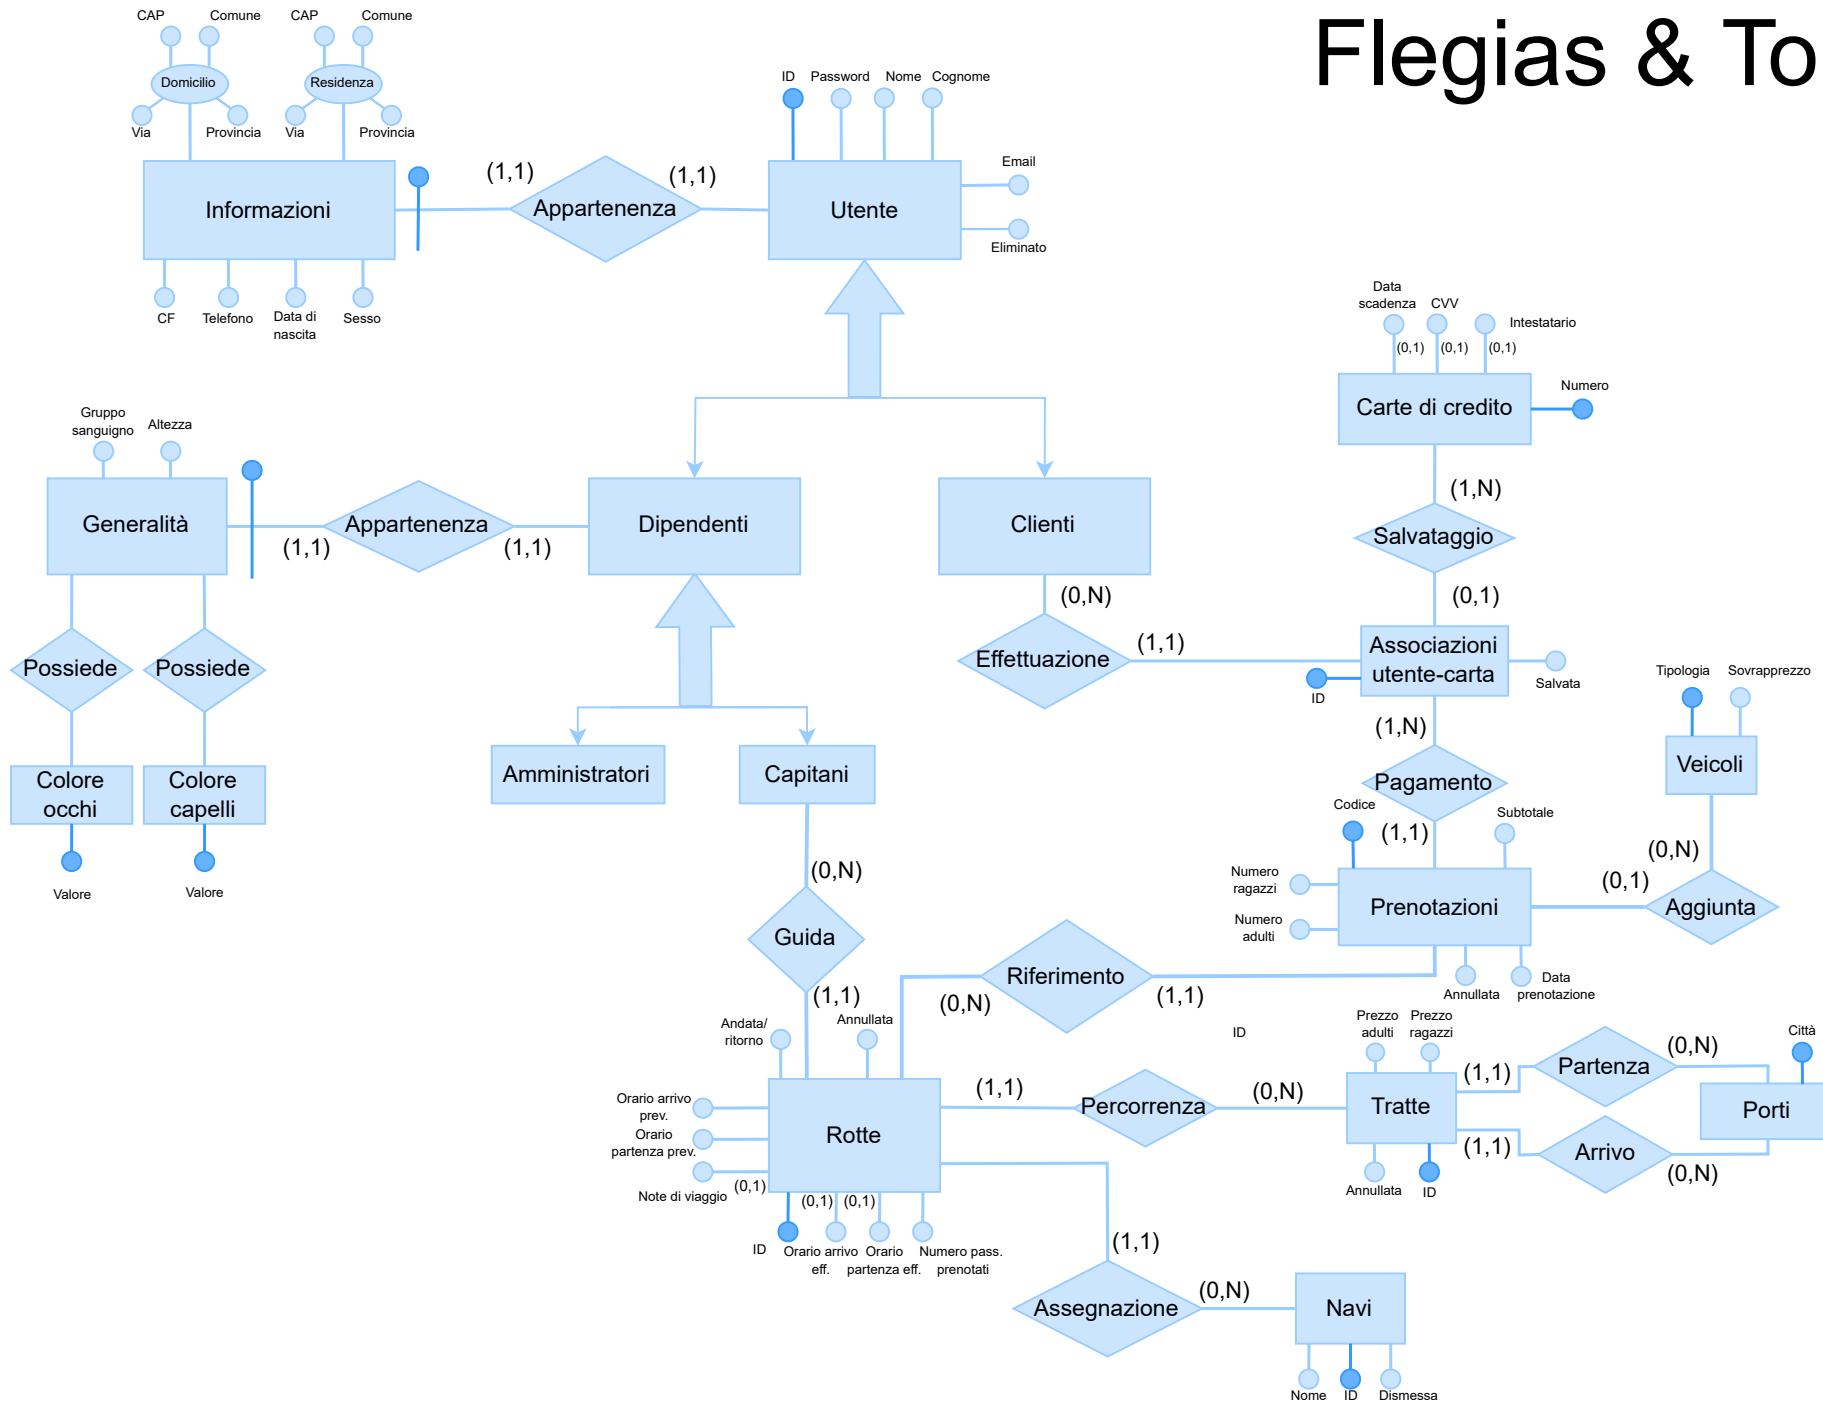 Flegias & To
CAP
Comune
CAP
Comune
Domicilio
Residenza
Via
Provincia
Via
Provincia
ID
Password
Nome
Cognome
Email
Eliminato
Informazioni
(1,1)
Appartenenza
(1,1)
Utente
CF
Telefono
Data di
nascita
Sesso
Data
scadenza
CVV
Intestatario
(0,1)
(0,1)
(0,1)
Carte di credito
Numero
Gruppo
sanguigno
Altezza
Generalità
(1,1)
Appartenenza
(1,1)
Dipendenti
Clienti
(1,N)
Salvataggio
(0,1)
(0,N)
Effettuazione
(1,1)
Associazioni
utente-carta
ID
Salvata
Possiede
Possiede
Colore
occhi
Colore
capelli
Valore
Valore
Amministratori
Capitani
(1,N)
Pagamento
(1,1)
Tipologia
Sovrapprezzo
Veicoli
(0,N)
Aggiunta
(0,1)
Codice
Subtotale
Numero
ragazzi
Numero
adulti
Prenotazioni
Annullata
Data
prenotazione
(0,N)
Guida
(1,1)
Riferimento
(0,N)
(1,1)
Andata/
ritorno
Annullata
Orario arrivo
prev.
Orario
partenza prev.
Note di viaggio
(0,1)
Rotte
(0,1)
(0,1)
ID
Orario arrivo
eff.
Orario
partenza eff.
Numero pass.
prenotati
ID
(1,1)
Percorrenza
(0,N)
Prezzo
adulti
Prezzo
ragazzi
Tratte
Annullata
ID
(1,1)
Partenza
(0,N)
(1,1)
Arrivo
(0,N)
Città
Porti
(1,1)
Assegnazione
(0,N)
Navi
Nome
ID
Dismessa